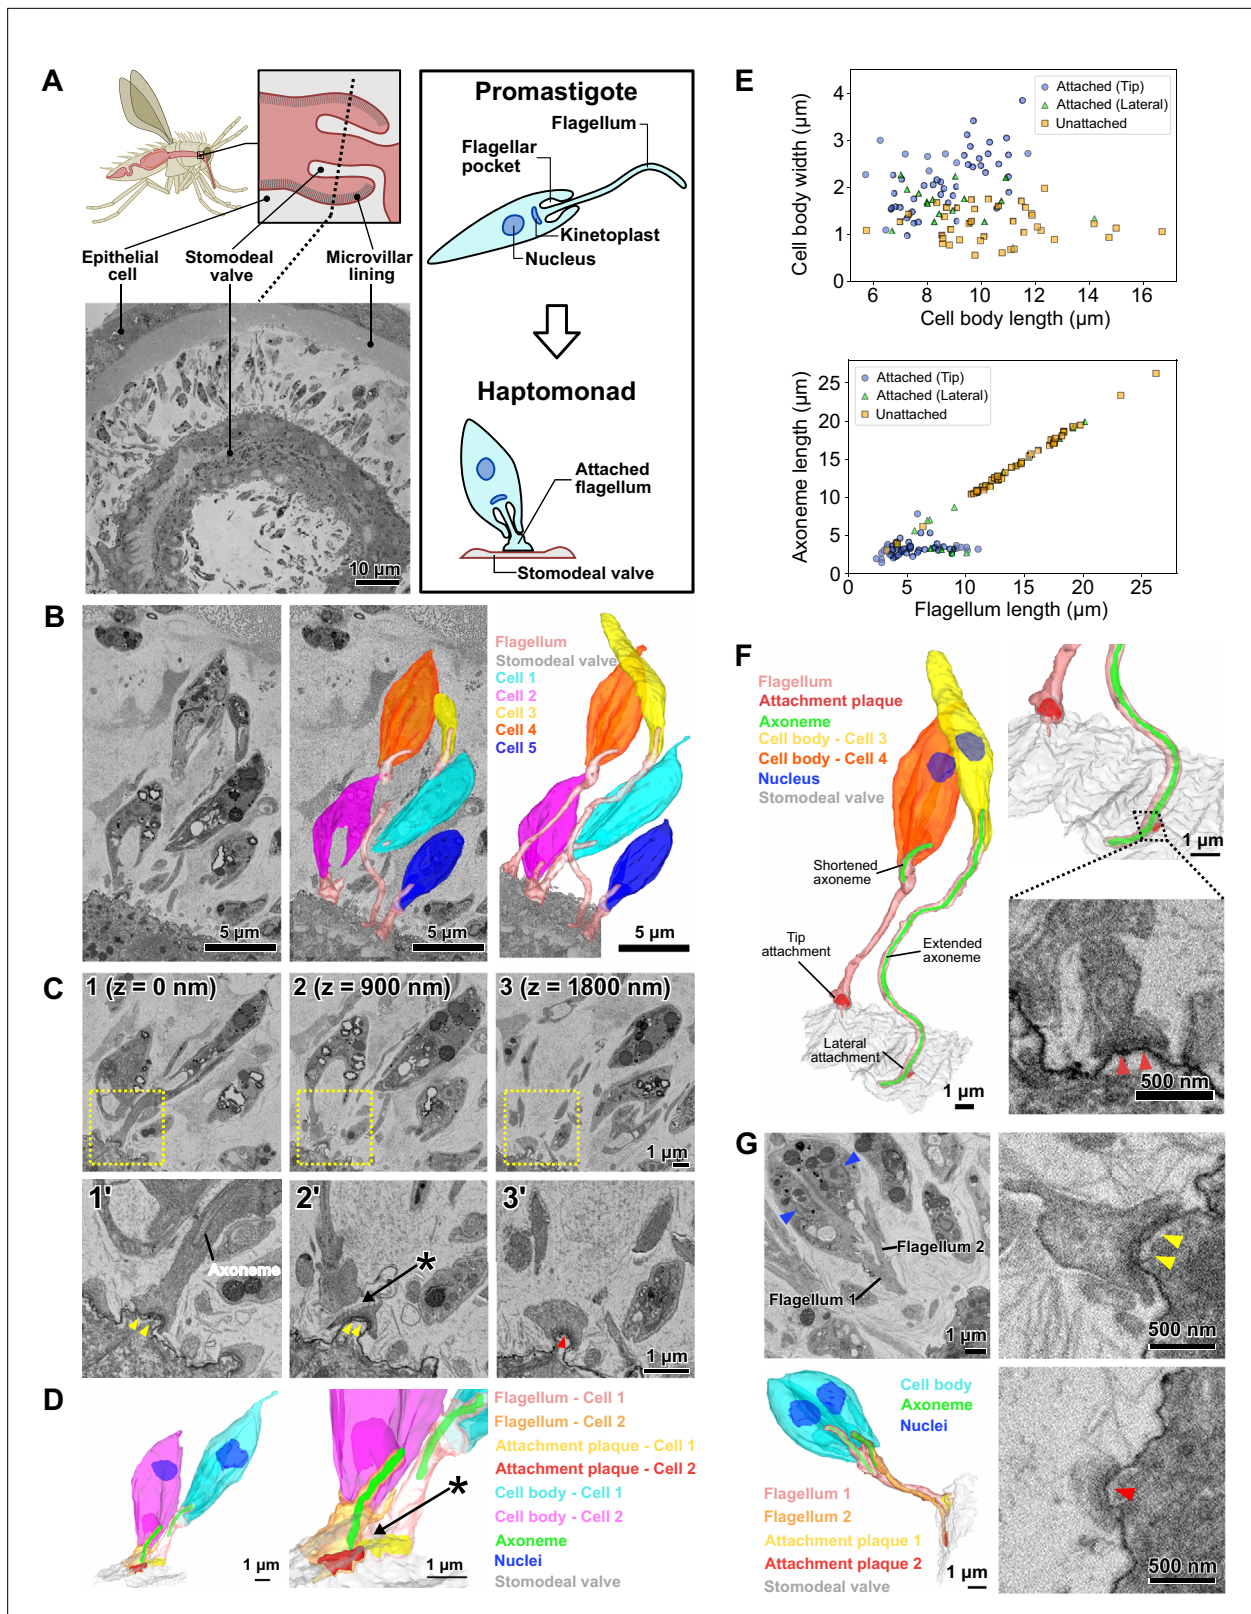 A
Epithelial
cell
Stomodeal
valve
Microvillar
lining
10 µm
Promastigote
Flagellum
Flagellar
pocket
Kinetoplast
Nucleus
Haptomonad
Attached
flagellum
Stomodeal valve
B
5 µm
5 µm
Flagellum
Stomodeal valve
Cell 1
Cell 2
Cell 3
Cell 4
Cell 5
5 µm
C
1 (z = 0 nm)
2 (z = 900 nm)
3 (z = 1800 nm)
1 µm
1'
Axoneme
2'
*
3'
1 µm
D
1 µm
*
1 µm
Flagellum - Cell 1
Flagellum - Cell 2
Attachment plaque - Cell 1
Attachment plaque - Cell 2
Cell body - Cell 1
Cell body - Cell 2
Axoneme
Nuclei
Stomodeal valve
E
Cell body width (µm)
4
3
2
1
0
Attached (Tip)
Attached (Lateral)
Unattached
6 8 10 12 14 16
Cell body length (µm)
Axoneme length (µm)
25
20
15
10
5
0
Attached (Tip)
Attached (Lateral)
Unattached
0 5 10 15 20 25
Flagellum length (µm)
F
Flagellum
Attachment plaque
Axoneme
Cell body - Cell 3
Cell body - Cell 4
Nucleus
Stomodeal valve
Shortened
axoneme
Tip
attachment
Extended
axoneme
Lateral
attachment
1 µm
1 µm
500 nm
G
Flagellum 2
Flagellum 1
1 µm
500 nm
Cell body
Axoneme
Nuclei
Flagellum 1
Flagellum 2
Attachment plaque 1
Attachment plaque 2
Stomodeal valve
1 µm
500 nm